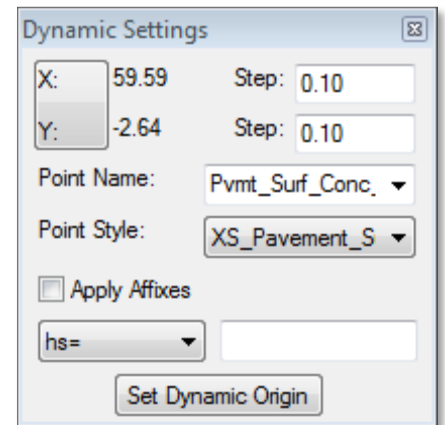 Dynamic Settings
X: 59.59 Step: 0.10
Y: -2.64 Step: 0.10
Point Name: Pvmt_Surf_Conc_
Point Style: XS_Pavement_S
Apply Affixes
hs=
Set Dynamic Origin